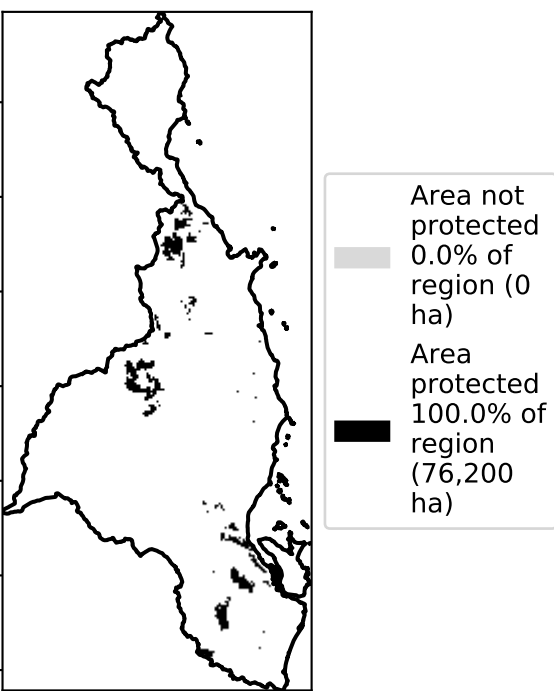 Area not
protected
0.0% of
region (0
ha)
Area
protected
100.0% of
region
(76,200
ha)